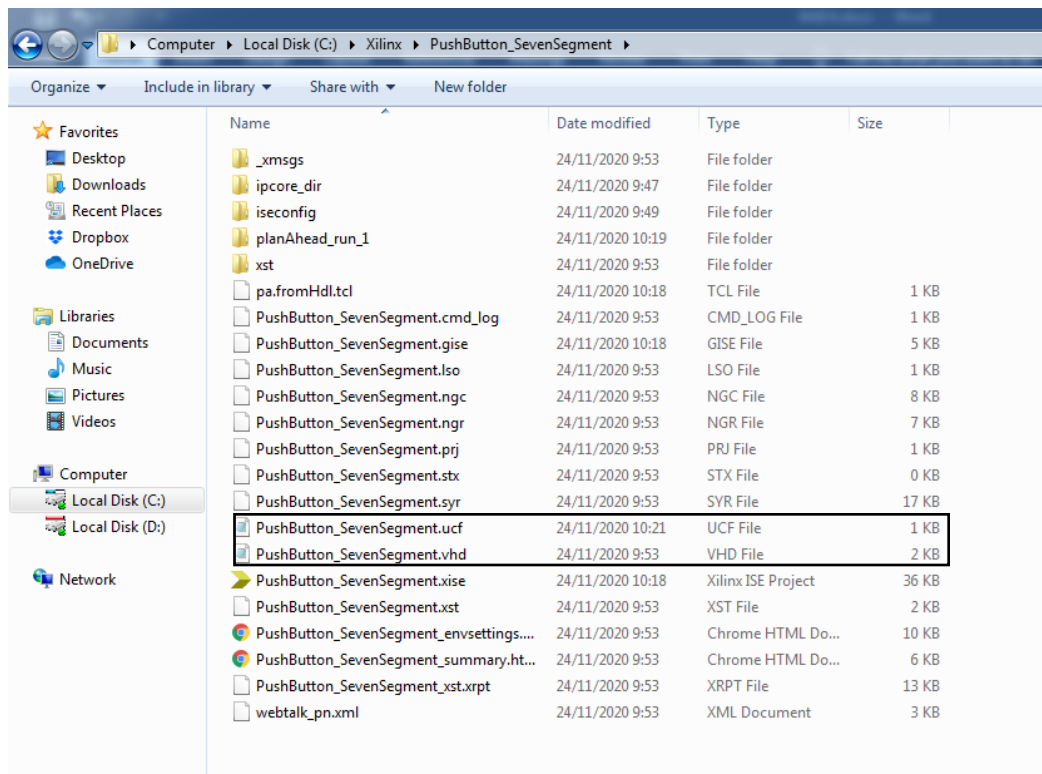 Computer Local Disk (C:) Xilinx PushButton_SevenSegment
Organize Include in library Share with New folder
Favorites
Desktop
Downloads
Recent Places
Dropbox
OneDrive
Libraries
Documents
Music
Pictures
Videos
Computer
Local Disk (C:)
Local Disk (D:)
Network
Name Date modified Type Size
_xmsgs 24/11/2020 9:53 File folder
ipcore_dir 24/11/2020 9:47 File folder
iseconfig 24/11/2020 9:49 File folder
planAhead_run_1 24/11/2020 10:19 File folder
xst 24/11/2020 9:53 File folder
pa.fromHdl.tcl 24/11/2020 10:18 TCL File 1 KB
PushButton_SevenSegment.cmd_log 24/11/2020 9:53 CMD_LOG File 1 KB
PushButton_SevenSegment.gise 24/11/2020 10:18 GISE File 5 KB
PushButton_SevenSegment.lso 24/11/2020 9:53 LSO File 1 KB
PushButton_SevenSegment.ngc 24/11/2020 9:53 NGC File 8 KB
PushButton_SevenSegment.ngr 24/11/2020 9:53 NGR File 7 KB
PushButton_SevenSegment.prj 24/11/2020 9:53 PRJ File 1 KB
PushButton_SevenSegment.stx 24/11/2020 9:53 STX File 0 KB
PushButton_SevenSegment.syr 24/11/2020 9:53 SYR File 17 KB
PushButton_SevenSegment.ucf 24/11/2020 10:21 UCF File 1 KB
PushButton_SevenSegment.vhd 24/11/2020 9:53 VHD File 2 KB
PushButton_SevenSegment.xise 24/11/2020 10:18 Xilinx ISE Project 36 KB
PushButton_SevenSegment.xst 24/11/2020 9:53 XST File 2 KB
PushButton_SevenSegment_envsettings.... 24/11/2020 9:53 Chrome HTML Do... 10 KB
PushButton_SevenSegment_summary.ht... 24/11/2020 9:53 Chrome HTML Do... 6 KB
PushButton_SevenSegment_xst.xrpt 24/11/2020 9:53 XRPT File 13 KB
webtalk_pn.xml 24/11/2020 9:53 XML Document 3 KB